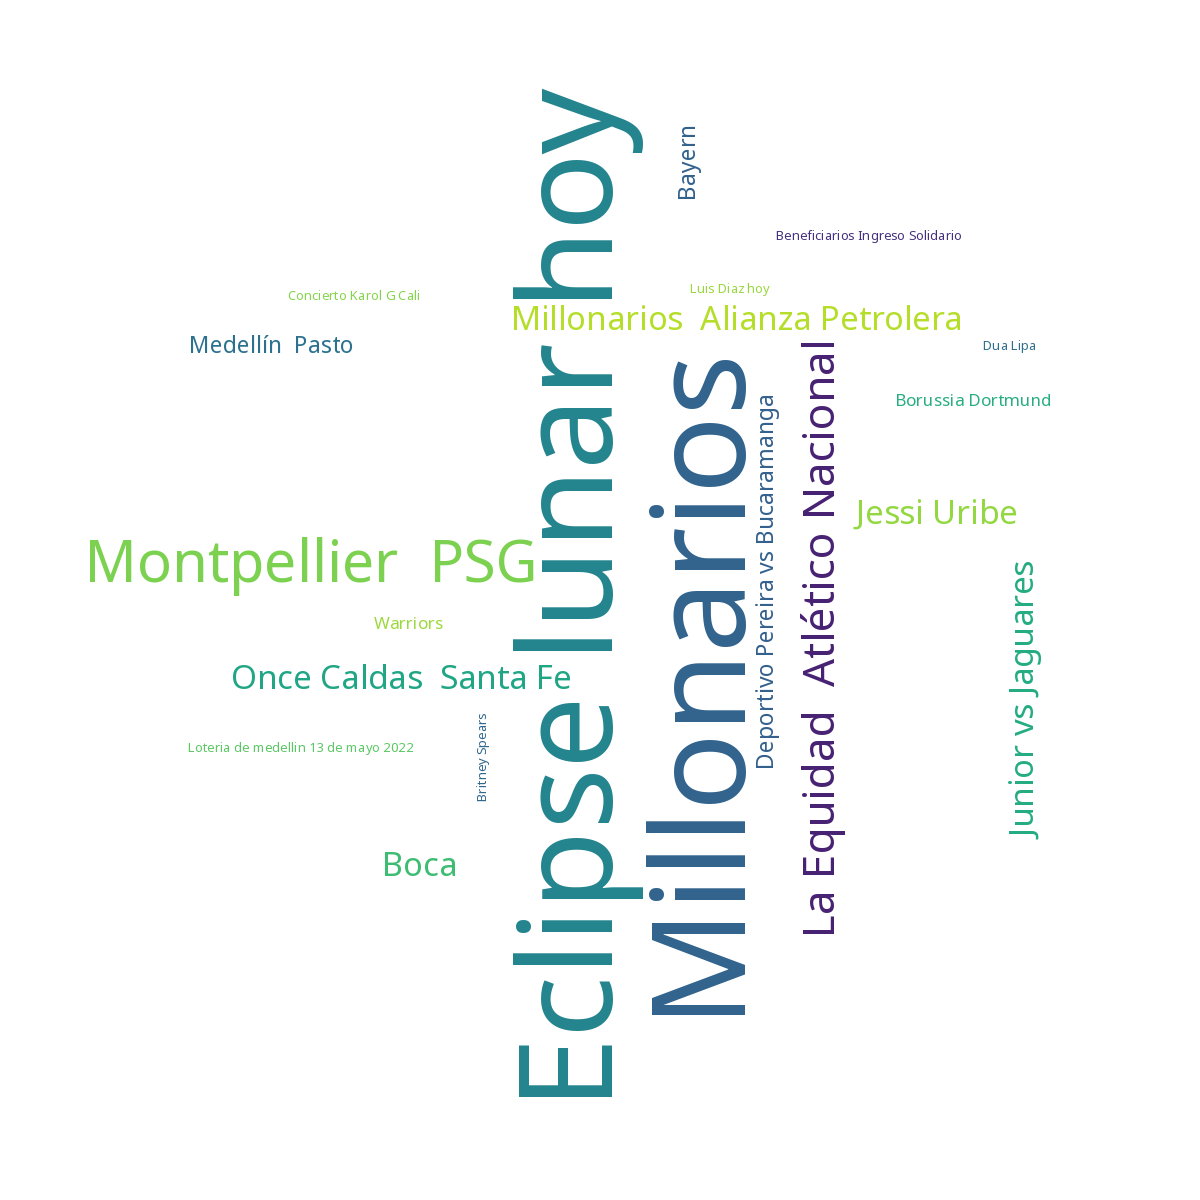 Eclipse lunar hoy
Bayern
Beneficiarios Ingreso Solidario
Luis Diaz hoy
Concierto Karol G Cali
Millonarios Alianza Petrolera
Medellín Pasto
Dua Lipa
Millonarios
La Equidad Atlético Nacional
Deportivo Pereira vs Bucaramanga
Borussia Dortmund
Jessi Uribe
Montpellier PSG
Junior vs Jaguares
Warriors
Once Caldas Santa Fe
Britney Spears
Loteria de medellin 13 de mayo 2022
Boca